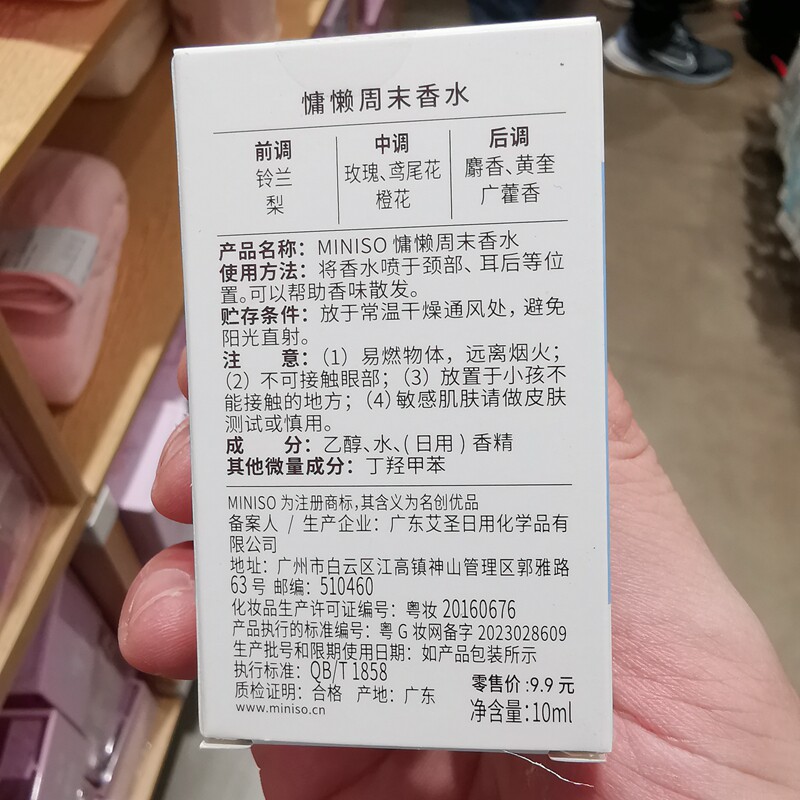 慵懒周末香水
前调
铃兰
梨
中调
玫瑰、鸢尾花
橙花
后调
麝香、黄奎
广藿香
产品名称：MINISO 慵懒周末香水
使用方法：将香水喷于颈部、耳后等位
置。可以帮助香味散发。
贮存条件：放于常温干燥通风处，避免
阳光直射。
注 意：（1）易燃物体，远离烟火；
（2）不可接触眼部；（3）放置于小孩不
能接触的地方；（4）敏感肌肤请做皮肤
测试或慎用。
成 分：乙醇、水、（日用）香精
其他微量成分：丁羟甲苯
MINISO 为注册商标，其含义为名创优品
备案人 / 生产企业：广东艾圣日用化学品有
限公司
地址：广州市白云区江高镇神山管理区郭雅路
63 号 邮编：510460
化妆品生产许可证编号：粤妆 20160676
产品执行的标准编号：粤 G 妆网备字 2023028609
生产批号和限期使用日期：如产品包装所示
执行标准：QB/T 1858
质检证明：合格 产地：广东
www.miniso.cn
零售价：9.9 元
净含量：10ml